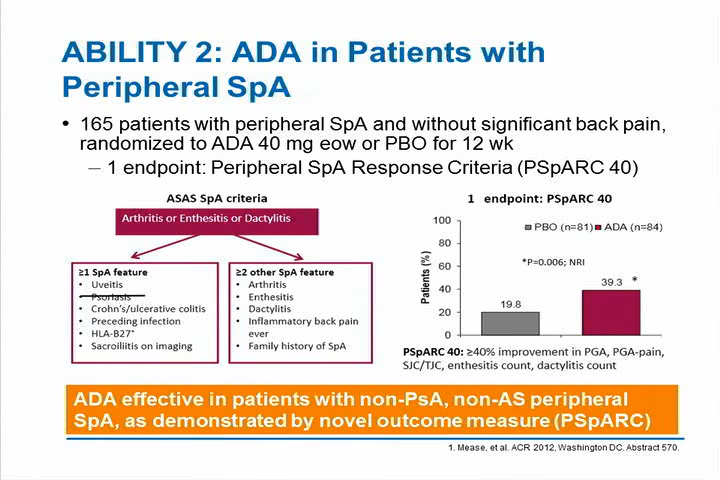 ABILITY 2: ADA in Patients with
Peripheral SpA
• 165 patients with peripheral SpA and without significant back pain,
randomized to ADA 40 mg eow or PBO for 12 wk
– 1 endpoint: Peripheral SpA Response Criteria (PSpARC 40)
ASAS SpA criteria
Arthritis or Enthesitis or Dactylitis
≥1 SpA feature
• Uveitis
• Psoriasis
• Crohn's/ulcerative colitis
• Preceding infection
• HLA-B27+
• Sacroiliitis on imaging
≥2 other SpA feature
• Arthritis
• Enthesitis
• Dactylitis
• Inflammatory back pain
ever
• Family history of SpA
1 endpoint: PSpARC 40
Patients (%)
100
80
60
40
20
0
PBO (n=81) ADA (n=84)
*P=0.006; NRI
19.8
39.3 *
PSpARC 40: ≥40% improvement in PGA, PGA-pain,
SJC/TJC, enthesitis count, dactylitis count
ADA effective in patients with non-PsA, non-AS peripheral
SpA, as demonstrated by novel outcome measure (PSpARC)
1. Mease, et al. ACR 2012, Washington DC. Abstract 570.